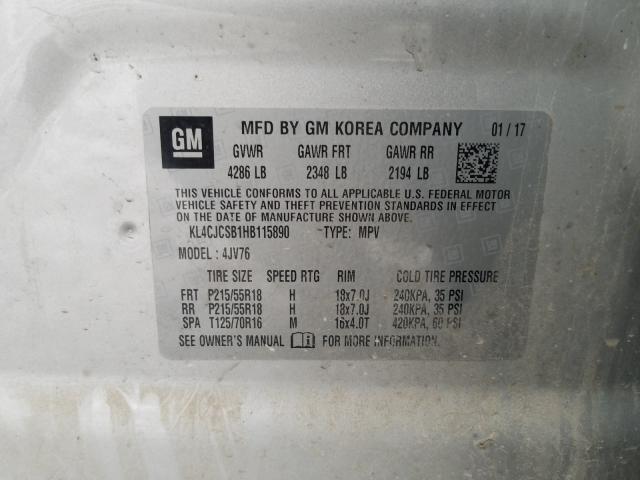 GM MFD BY GM KOREA COMPANY 01/17
GVWR GAWR FRT GAWR RR
4286 LB 2348 LB 2194 LB
THIS VEHICLE CONFORMS TO ALL APPLICABLE U.S. FEDERAL MOTOR
VEHICLE SAFETY AND THEFT PREVENTION STANDARDS IN EFFECT
ON THE DATE OF MANUFACTURE SHOWN ABOVE.
KL4CJCSB1HB115890 TYPE: MPV
MODEL: 4JV76
TIRE SIZE SPEED RTG RIM COLD TIRE PRESSURE
FRT P215/55R18 H 18x7.0J 240KPA, 35 PSI
RR P215/55R18 H 18x7.0J 240KPA, 35 PSI
SPA T125/70R16 M 16x4.0T 420KPA, 60 PSI
SEE OWNER'S MANUAL FOR MORE INFORMATION